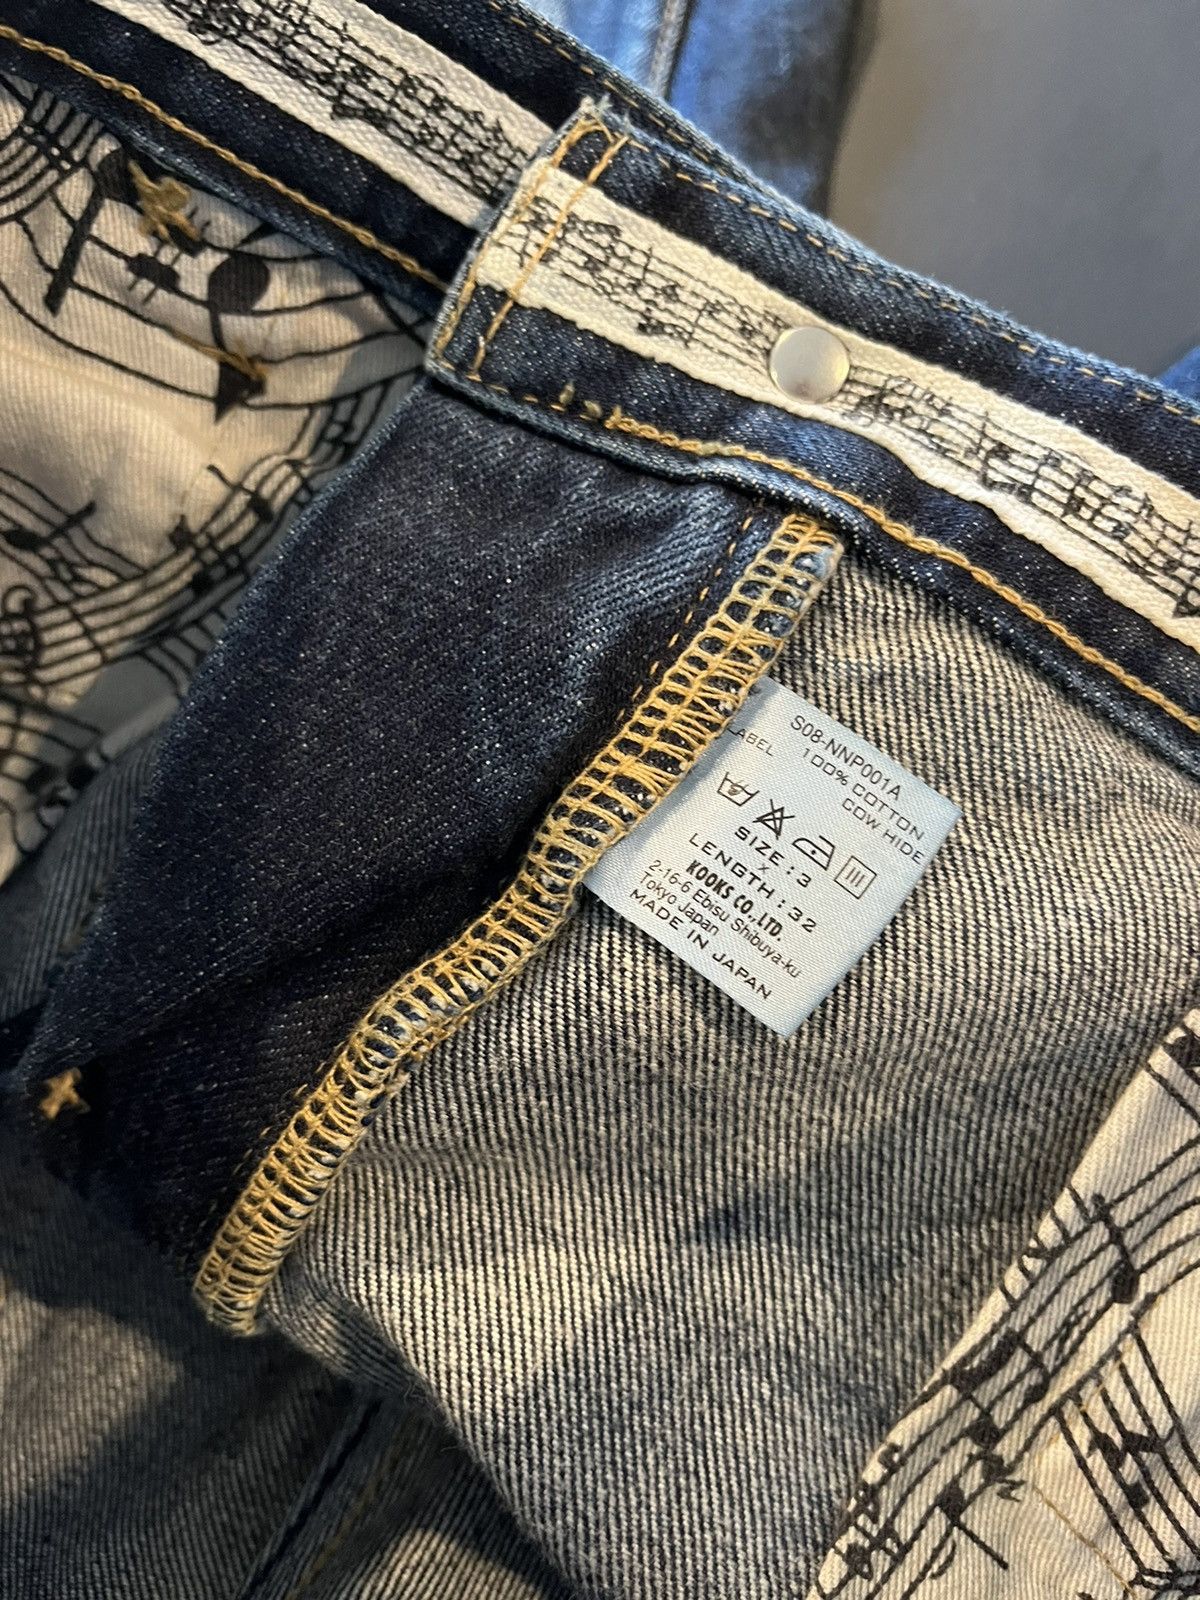 S08-NNP001A
100% COTTON
LABEL COW HIDE
SIZE : 3
LENGTH : 32
KOOKS CO., LTD.
2-16-6 Ebisu Shibuya-ku
Tokyo Japan
MADE IN JAPAN